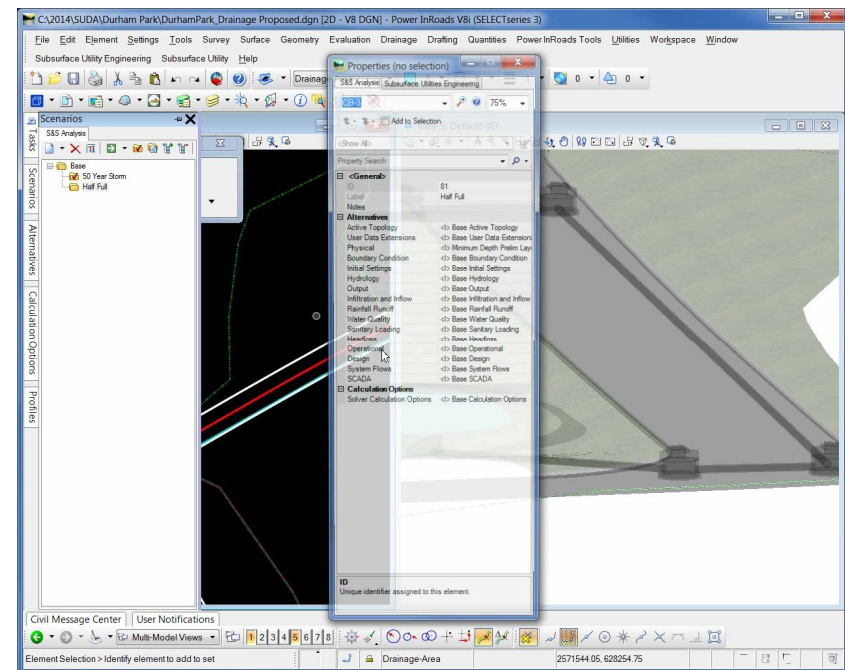 C:\2014\SUDA\Durham Park\DurhamPark_Drainage Proposed.dgn [2D - V8 DGN] - Power InRoads V8i (SELECTseries 3)
File Edit Element Settings Tools Survey Surface Geometry Evaluation Drainage Drafting Quantities Power InRoads Tools Utilities Workspace Window
Subsurface Utility Engineering Subsurface Utility Help
Properties (no selection)
S&S Analysis Subsurface Utilities Engineering
Drainag
0 0
75%
Scenarios
S&S Analysis
Add to Selection
Default-3D
<Show All>
Property Search
Base
50 Year Storm
Half Full
Tasks
Scenarios
Alternatives
Calculation Options
Profiles
<General>
ID 81
Label Half Full
Notes
Alternatives
Active Topology <I> Base Active Topology
User Data Extensions <I> Base User Data Extension
Physical <I> Minimum Depth Prelim Lay
Boundary Condition <I> Base Boundary Condition
Initial Settings <I> Base Initial Settings
Hydrology <I> Base Hydrology
Output <I> Base Output
Infiltration and Inflow <I> Base Infiltration and Inflow
Rainfall Runoff <I> Base Rainfall Runoff
Water Quality <I> Base Water Quality
Sanitary Loading <I> Base Sanitary Loading
Headloss <I> Base Headloss
Operational <I> Base Operational
Design <I> Base Design
System Flows <I> Base System Flows
SCADA <I> Base SCADA
Calculation Options
Solver Calculation Options <I> Base Calculation Options
ID
Unique identifier assigned to this element.
Civil Message Center User Notifications
Multi-Model Views 1 2 3 4 5 6 7 8
Element Selection > Identify element to add to set
Drainage-Area
2571544.05, 628254.75